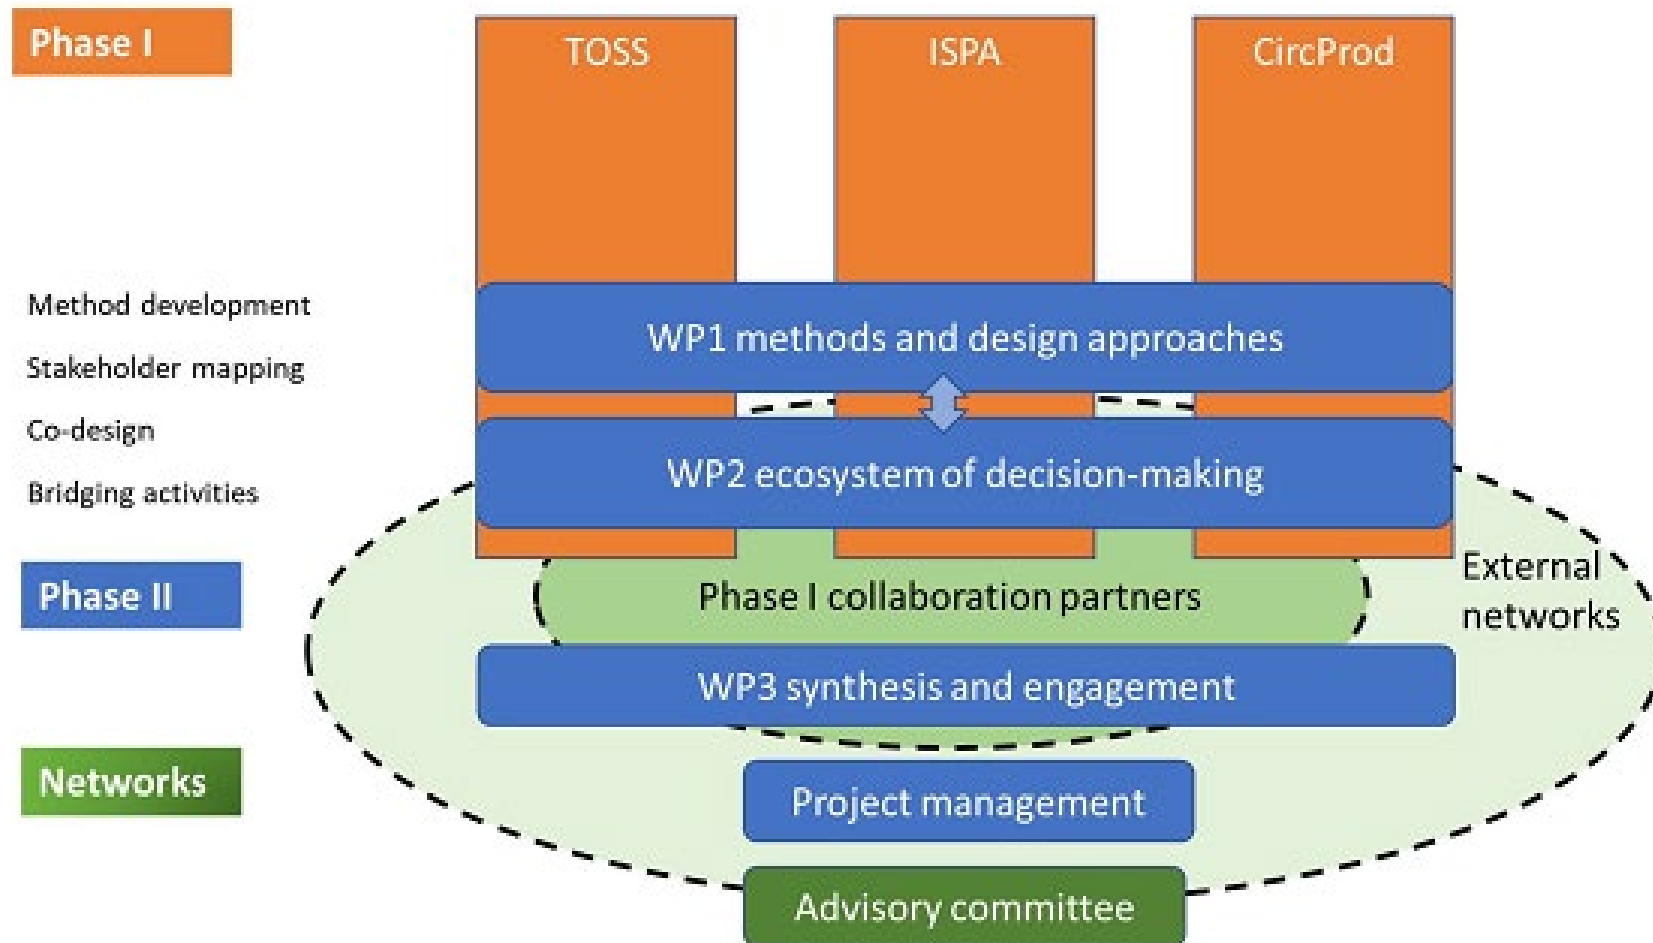 Phase I
TOSS
ISPA
CircProd
Method development
Stakeholder mapping
Co-design
Bridging activities
WP1 methods and design approaches
WP2 ecosystem of decision-making
Phase II
Phase I collaboration partners
External
networks
WP3 synthesis and engagement
Networks
Project management
Advisory committee